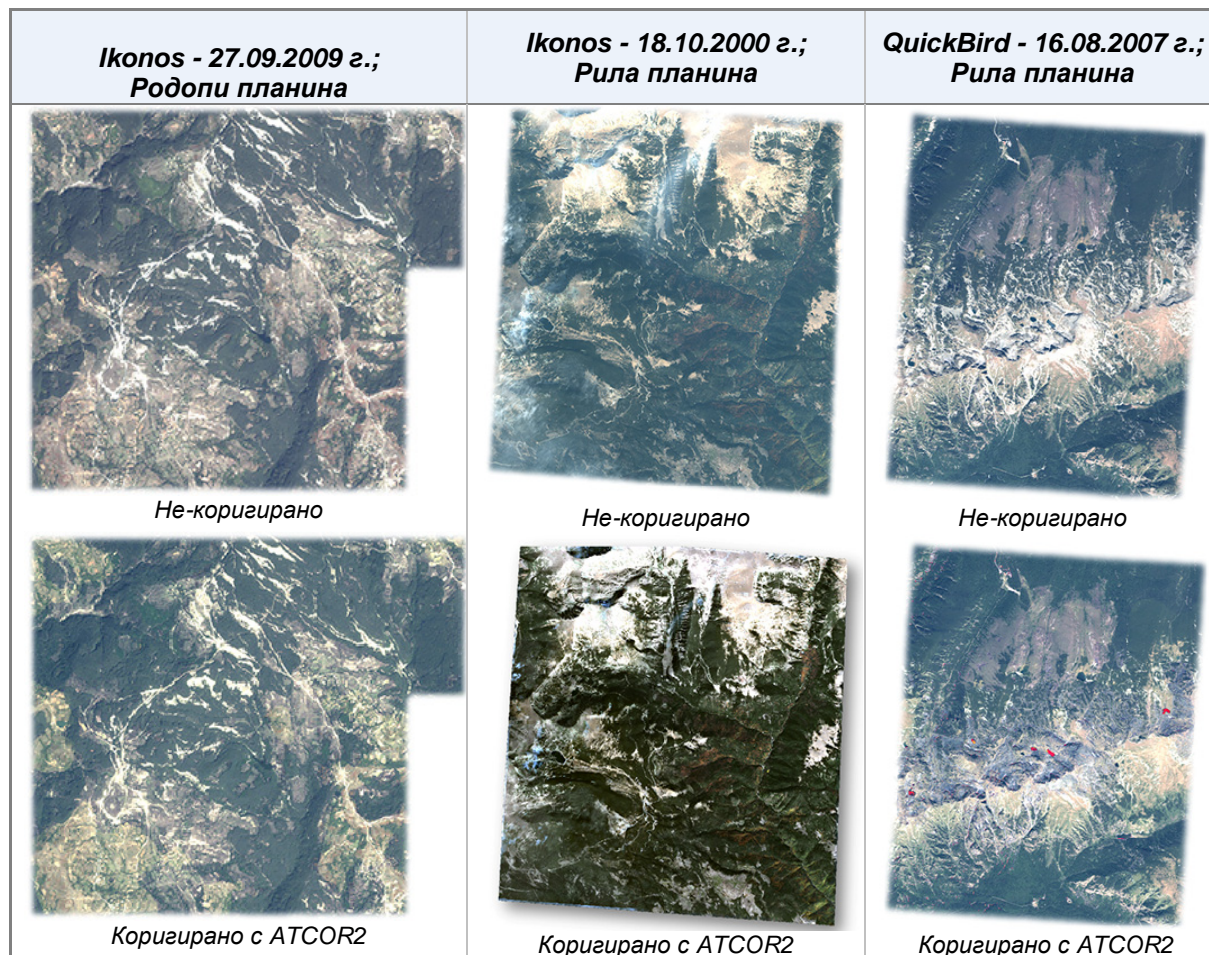 Ikonos - 27.09.2009 г.;
Родопи планина
Ikonos - 18.10.2000 г.;
Рила планина
QuickBird - 16.08.2007 г.;
Рила планина
Не-коригирано
Не-коригирано
Не-коригирано
Коригирано с ATCOR2
Коригирано с ATCOR2
Коригирано с ATCOR2